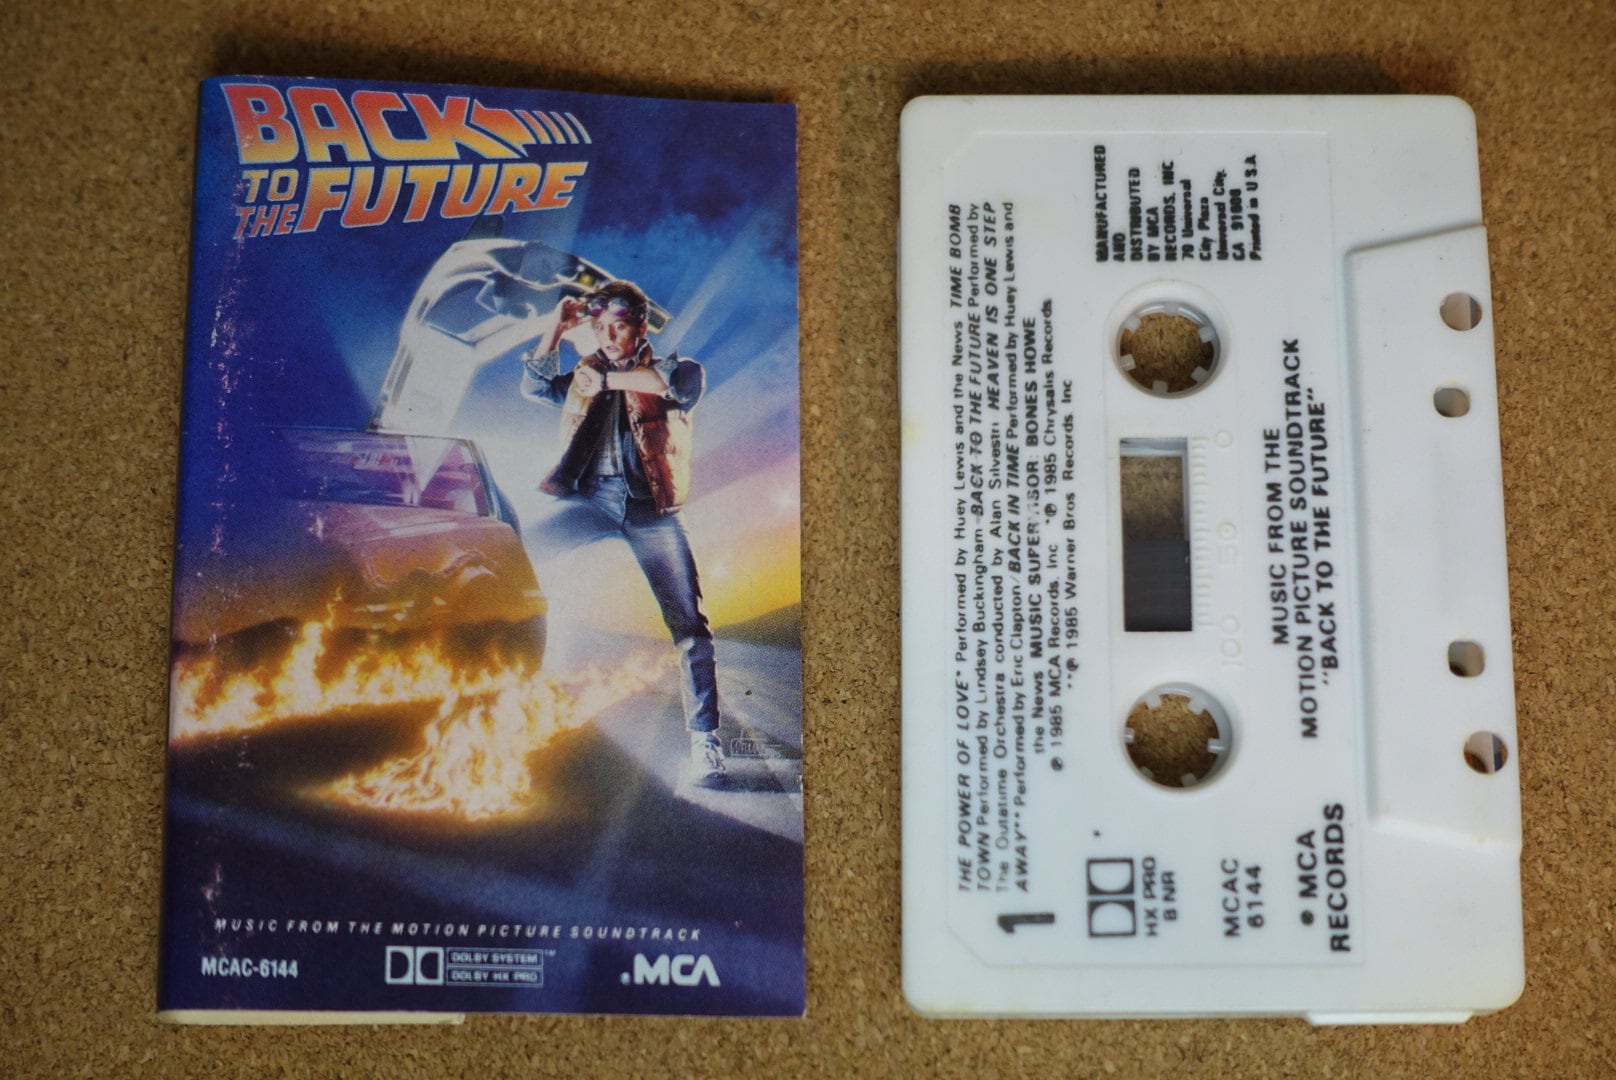 BACK
TO
THE FUTURE
MUSIC FROM THE MOTION PICTURE SOUNDTRACK
MCAC-6144
DOLBY SYSTEM™
DOLBY HX PRO
MCA
THE POWER OF LOVE* Performed by Huey Lewis and the News TIME BOMB
TOWN Performed by Lindsey Buckingham BACK TO THE FUTURE Performed by
The Outatime Orchestra conducted by Alan Silvestri HEAVEN IS ONE STEP
AWAY** Performed by Eric Clapton/BACK IN TIME Performed by Huey Lewis and
the News MUSIC SUPERVISOR: BONES HOWE
℗ 1985 MCA Records, Inc *℗ 1985 Chrysalis Records
**℗ 1985 Warner Bros Records, Inc
1
HX PRO
B NR
*
MCAC
6144
MANUFACTURED
AND
DISTRIBUTED
BY MCA
RECORDS, INC
70 Universal
City Plaza
Universal City,
CA 91608
Printed in U S A
100 50 0
MUSIC FROM THE
MOTION PICTURE SOUNDTRACK
"BACK TO THE FUTURE"
MCA
RECORDS